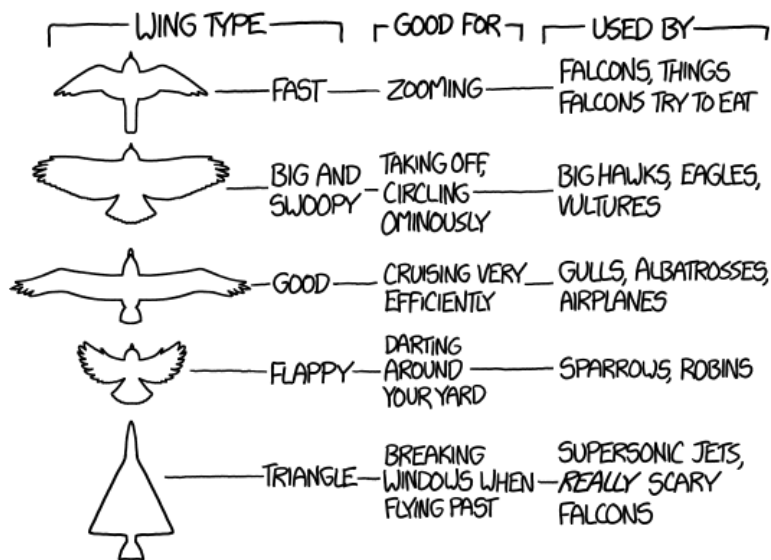 WING TYPE GOOD FOR USED BY
FAST ZOOMING FALCONS, THINGS
FALCONS TRY TO EAT
BIG AND
SWOOPY
TAKING OFF,
CIRCLING
OMINOUSLY
BIG HAWKS, EAGLES,
VULTURES
GOOD
CRUISING VERY
EFFICIENTLY
GULLS, ALBATROSSES,
AIRPLANES
FLAPPY
DARTING
AROUND
YOUR YARD
SPARROWS, ROBINS
TRIANGLE
BREAKING
WINDOWS WHEN
FLYING PAST
SUPERSONIC JETS,
REALLY SCARY
FALCONS